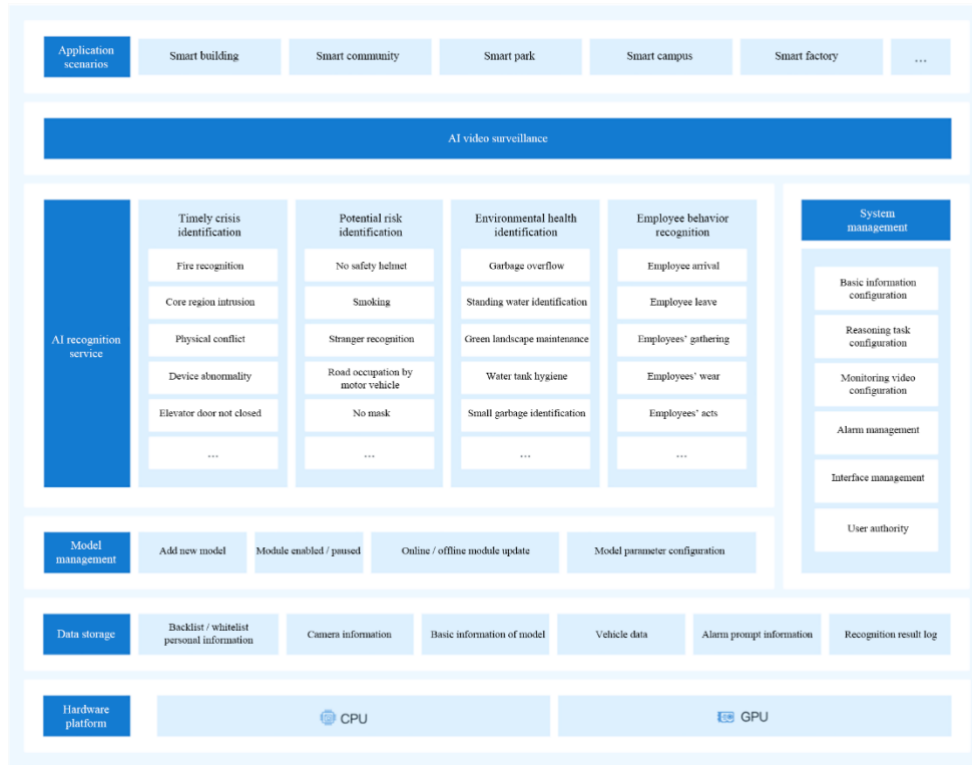 Application
scenarios
Smart building
Smart community
Smart park
Smart campus
Smart factory
...
AI video surveillance
AI recognition
service
Timely crisis
identification
Fire recognition
Core region intrusion
Physical conflict
Device abnormality
Elevator door not closed
...
Potential risk
identification
No safety helmet
Smoking
Stranger recognition
Road occupation by
motor vehicle
No mask
...
Environmental health
identification
Garbage overflow
Standing water identification
Green landscape maintenance
Water tank hygiene
Small garbage identification
...
Employee behavior
recognition
Employee arrival
Employee leave
Employees’ gathering
Employees’ wear
Employees’ acts
...
System
management
Basic information
configuration
Reasoning task
configuration
Monitoring video
configuration
Alarm management
Interface management
User authority
Model
management
Add new model
Module enabled / paused
Online / offline module update
Model parameter configuration
Data storage
Backlist / whitelist
personal information
Camera information
Basic information of model
Vehicle data
Alarm prompt information
Recognition result log
Hardware
platform
CPU
GPU